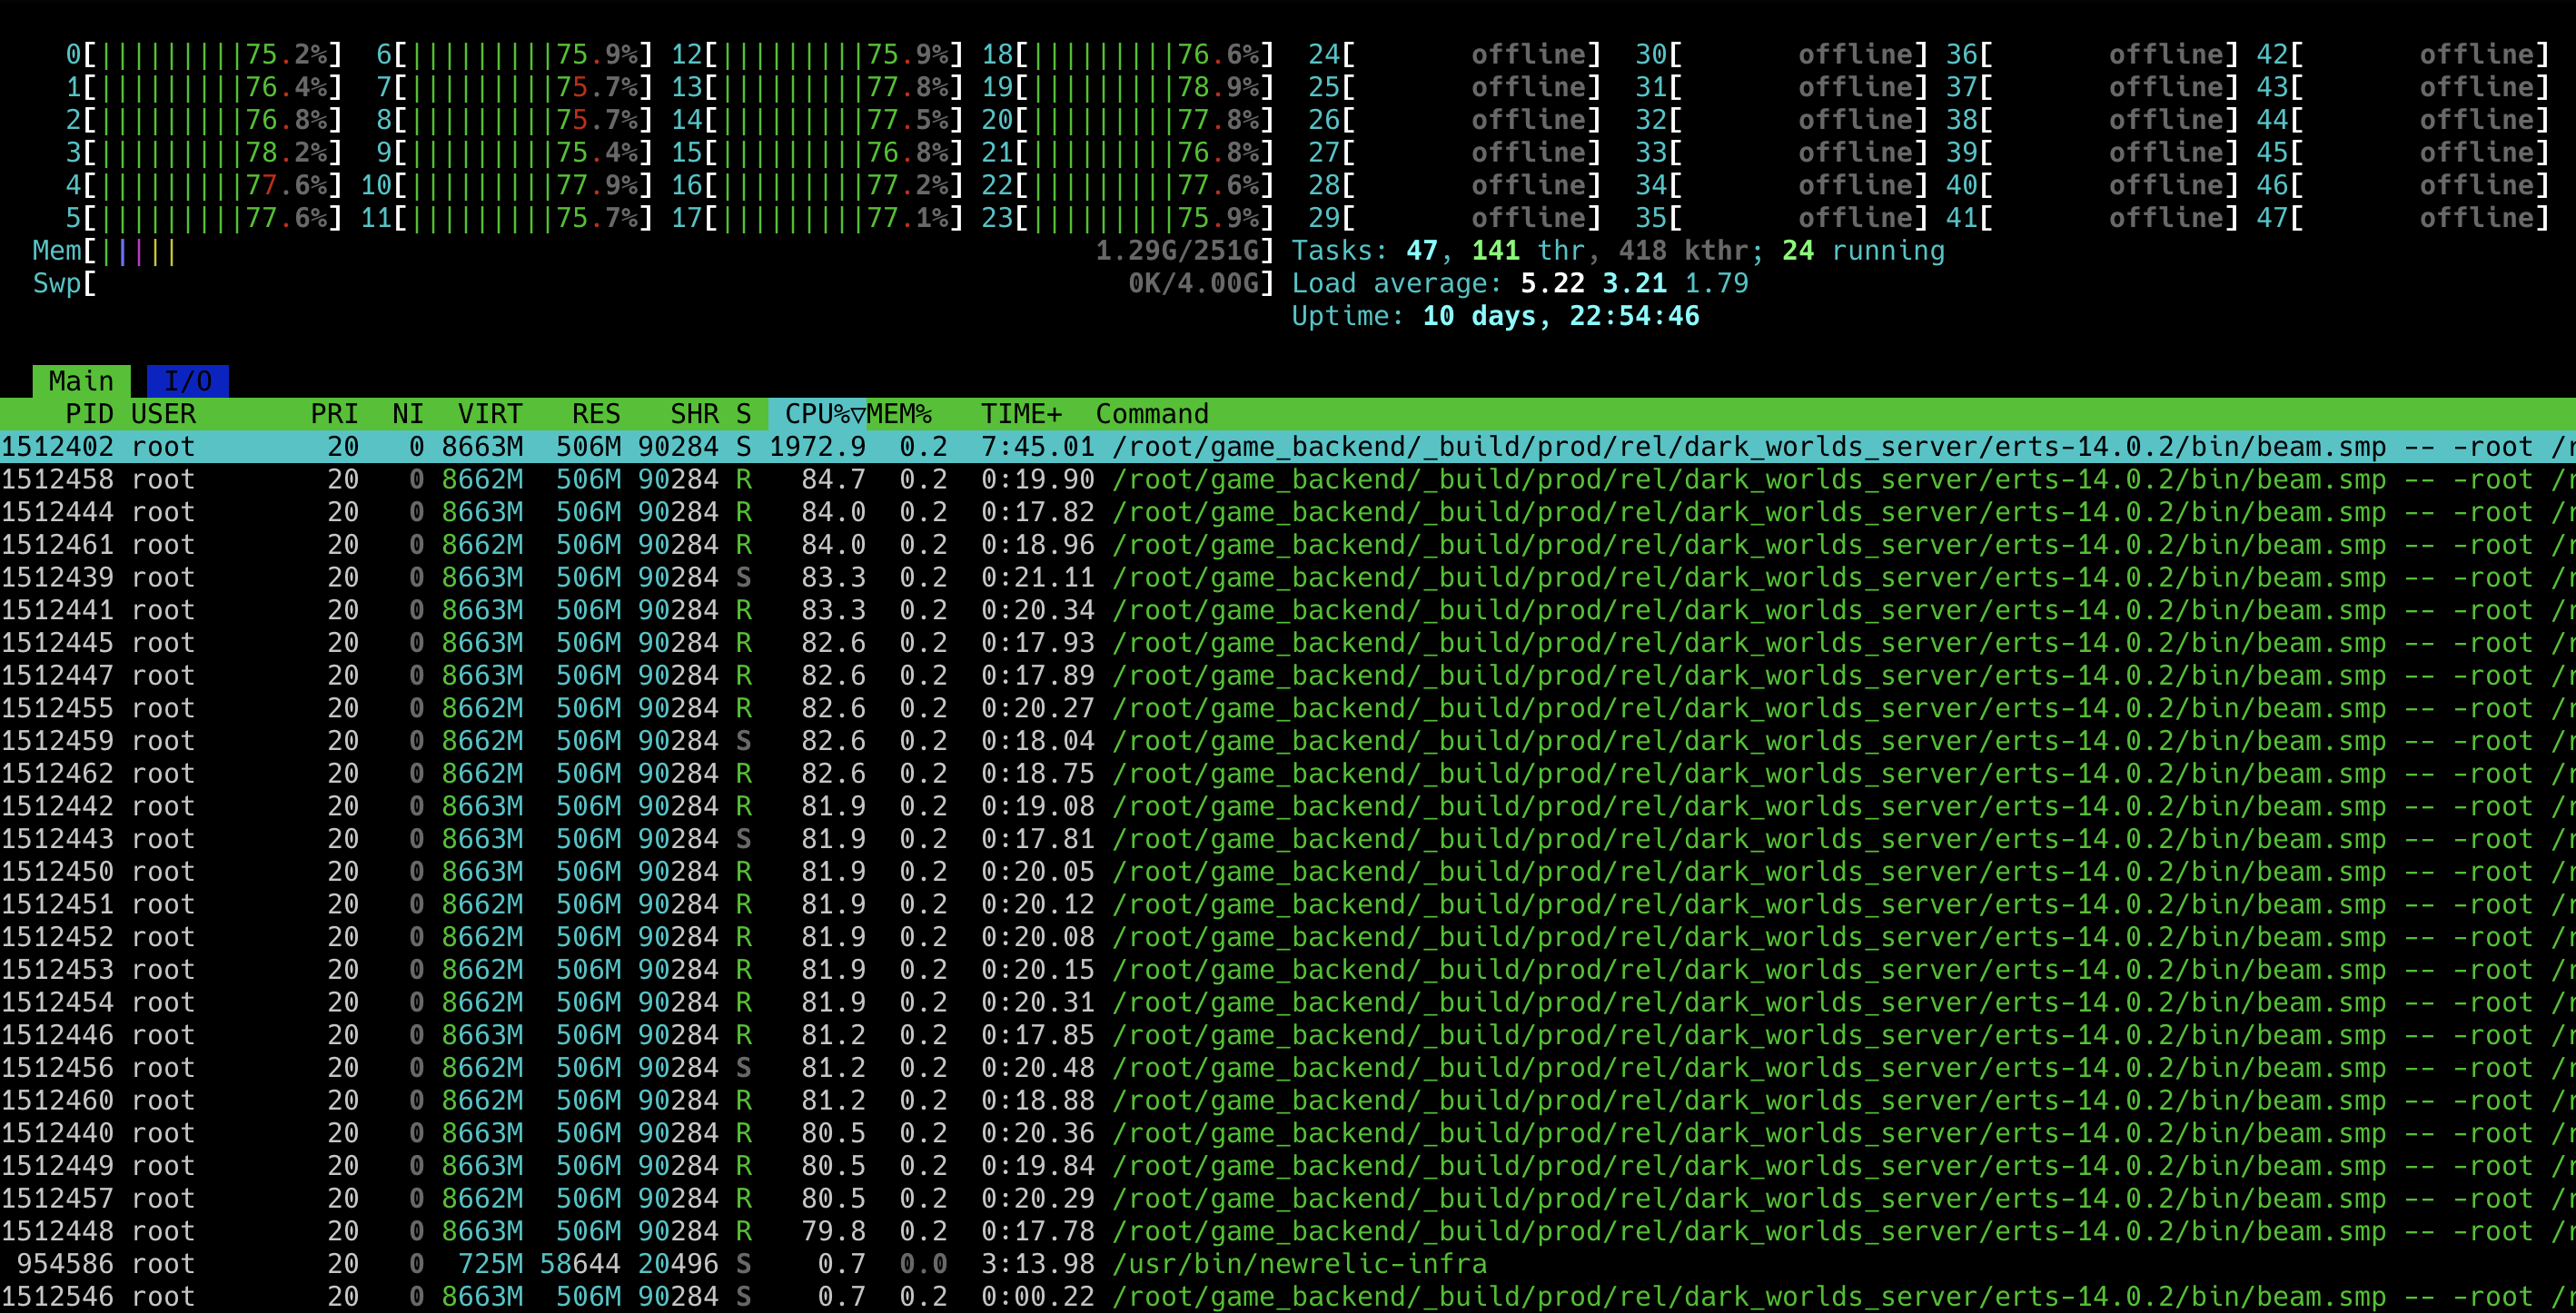 0[|||||||||75.2%] 6[|||||||||75.9%] 12[|||||||||75.9%] 18[|||||||||76.6%] 24[ offline] 30[ offline] 36[ offline] 42[ offline]
1[|||||||||76.4%] 7[|||||||||75.7%] 13[|||||||||77.8%] 19[|||||||||78.9%] 25[ offline] 31[ offline] 37[ offline] 43[ offline]
2[|||||||||76.8%] 8[|||||||||75.7%] 14[|||||||||77.5%] 20[|||||||||77.8%] 26[ offline] 32[ offline] 38[ offline] 44[ offline]
3[|||||||||78.2%] 9[|||||||||75.4%] 15[|||||||||76.8%] 21[|||||||||76.8%] 27[ offline] 33[ offline] 39[ offline] 45[ offline]
4[|||||||||77.6%] 10[|||||||||77.9%] 16[|||||||||77.2%] 22[|||||||||77.6%] 28[ offline] 34[ offline] 40[ offline] 46[ offline]
5[|||||||||77.6%] 11[|||||||||75.7%] 17[|||||||||77.1%] 23[|||||||||75.9%] 29[ offline] 35[ offline] 41[ offline] 47[ offline]
Mem[||||| 1.29G/251G] Tasks: 47, 141 thr, 418 kthr; 24 running
Swp[ 0K/4.00G] Load average: 5.22 3.21 1.79
Uptime: 10 days, 22:54:46
Main I/O
PID USER PRI NI VIRT RES SHR S CPU%▽MEM% TIME+ Command
1512402 root 20 0 8663M 506M 90284 S 1972.9 0.2 7:45.01 /root/game_backend/_build/prod/rel/dark_worlds_server/erts-14.0.2/bin/beam.smp -- -root /r
1512458 root 20 0 8662M 506M 90284 R 84.7 0.2 0:19.90 /root/game_backend/_build/prod/rel/dark_worlds_server/erts-14.0.2/bin/beam.smp -- -root /r
1512444 root 20 0 8663M 506M 90284 R 84.0 0.2 0:17.82 /root/game_backend/_build/prod/rel/dark_worlds_server/erts-14.0.2/bin/beam.smp -- -root /r
1512461 root 20 0 8662M 506M 90284 R 84.0 0.2 0:18.96 /root/game_backend/_build/prod/rel/dark_worlds_server/erts-14.0.2/bin/beam.smp -- -root /r
1512439 root 20 0 8663M 506M 90284 S 83.3 0.2 0:21.11 /root/game_backend/_build/prod/rel/dark_worlds_server/erts-14.0.2/bin/beam.smp -- -root /r
1512441 root 20 0 8663M 506M 90284 R 83.3 0.2 0:20.34 /root/game_backend/_build/prod/rel/dark_worlds_server/erts-14.0.2/bin/beam.smp -- -root /r
1512445 root 20 0 8663M 506M 90284 R 82.6 0.2 0:17.93 /root/game_backend/_build/prod/rel/dark_worlds_server/erts-14.0.2/bin/beam.smp -- -root /r
1512447 root 20 0 8663M 506M 90284 R 82.6 0.2 0:17.89 /root/game_backend/_build/prod/rel/dark_worlds_server/erts-14.0.2/bin/beam.smp -- -root /r
1512455 root 20 0 8662M 506M 90284 R 82.6 0.2 0:20.27 /root/game_backend/_build/prod/rel/dark_worlds_server/erts-14.0.2/bin/beam.smp -- -root /r
1512459 root 20 0 8662M 506M 90284 S 82.6 0.2 0:18.04 /root/game_backend/_build/prod/rel/dark_worlds_server/erts-14.0.2/bin/beam.smp -- -root /r
1512462 root 20 0 8662M 506M 90284 R 82.6 0.2 0:18.75 /root/game_backend/_build/prod/rel/dark_worlds_server/erts-14.0.2/bin/beam.smp -- -root /r
1512442 root 20 0 8663M 506M 90284 R 81.9 0.2 0:19.08 /root/game_backend/_build/prod/rel/dark_worlds_server/erts-14.0.2/bin/beam.smp -- -root /r
1512443 root 20 0 8663M 506M 90284 S 81.9 0.2 0:17.81 /root/game_backend/_build/prod/rel/dark_worlds_server/erts-14.0.2/bin/beam.smp -- -root /r
1512450 root 20 0 8663M 506M 90284 R 81.9 0.2 0:20.05 /root/game_backend/_build/prod/rel/dark_worlds_server/erts-14.0.2/bin/beam.smp -- -root /r
1512451 root 20 0 8662M 506M 90284 R 81.9 0.2 0:20.12 /root/game_backend/_build/prod/rel/dark_worlds_server/erts-14.0.2/bin/beam.smp -- -root /r
1512452 root 20 0 8662M 506M 90284 R 81.9 0.2 0:20.08 /root/game_backend/_build/prod/rel/dark_worlds_server/erts-14.0.2/bin/beam.smp -- -root /r
1512453 root 20 0 8662M 506M 90284 R 81.9 0.2 0:20.15 /root/game_backend/_build/prod/rel/dark_worlds_server/erts-14.0.2/bin/beam.smp -- -root /r
1512454 root 20 0 8662M 506M 90284 R 81.9 0.2 0:20.31 /root/game_backend/_build/prod/rel/dark_worlds_server/erts-14.0.2/bin/beam.smp -- -root /r
1512446 root 20 0 8663M 506M 90284 R 81.2 0.2 0:17.85 /root/game_backend/_build/prod/rel/dark_worlds_server/erts-14.0.2/bin/beam.smp -- -root /r
1512456 root 20 0 8662M 506M 90284 S 81.2 0.2 0:20.48 /root/game_backend/_build/prod/rel/dark_worlds_server/erts-14.0.2/bin/beam.smp -- -root /r
1512460 root 20 0 8662M 506M 90284 R 81.2 0.2 0:18.88 /root/game_backend/_build/prod/rel/dark_worlds_server/erts-14.0.2/bin/beam.smp -- -root /r
1512440 root 20 0 8663M 506M 90284 R 80.5 0.2 0:20.36 /root/game_backend/_build/prod/rel/dark_worlds_server/erts-14.0.2/bin/beam.smp -- -root /r
1512449 root 20 0 8663M 506M 90284 R 80.5 0.2 0:19.84 /root/game_backend/_build/prod/rel/dark_worlds_server/erts-14.0.2/bin/beam.smp -- -root /r
1512457 root 20 0 8662M 506M 90284 R 80.5 0.2 0:20.29 /root/game_backend/_build/prod/rel/dark_worlds_server/erts-14.0.2/bin/beam.smp -- -root /r
1512448 root 20 0 8663M 506M 90284 R 79.8 0.2 0:17.78 /root/game_backend/_build/prod/rel/dark_worlds_server/erts-14.0.2/bin/beam.smp -- -root /r
954586 root 20 0 725M 58644 20496 S 0.7 0.0 3:13.98 /usr/bin/newrelic-infra
1512546 root 20 0 8663M 506M 90284 S 0.7 0.2 0:00.22 /root/game_backend/_build/prod/rel/dark_worlds_server/erts-14.0.2/bin/beam.smp -- -root /r